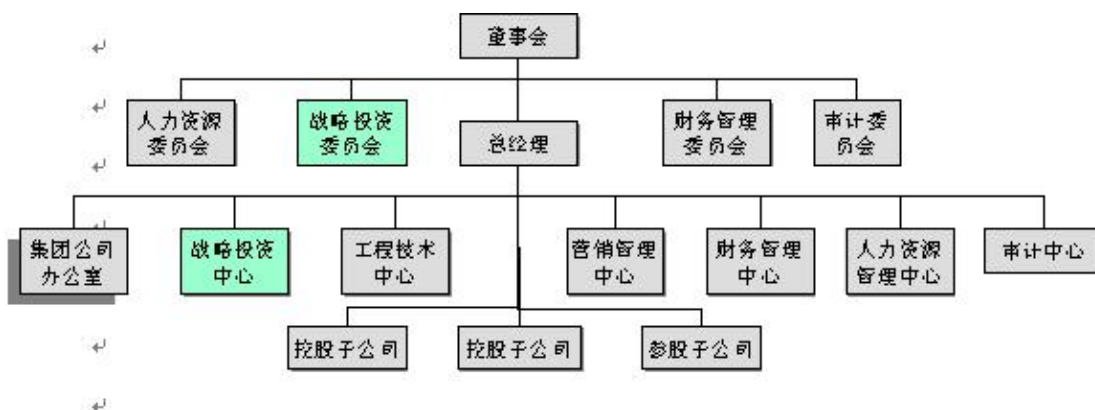 董事会
人力资源
委员会
战略投资
委员会
总经理
财务管理
委员会
审计委
员会
集团公司
办公室
战略投资
中心
工程技术
中心
营销管理
中心
财务管理
中心
人力资源
管理中心
审计中心
控股子公司
控股子公司
参股子公司